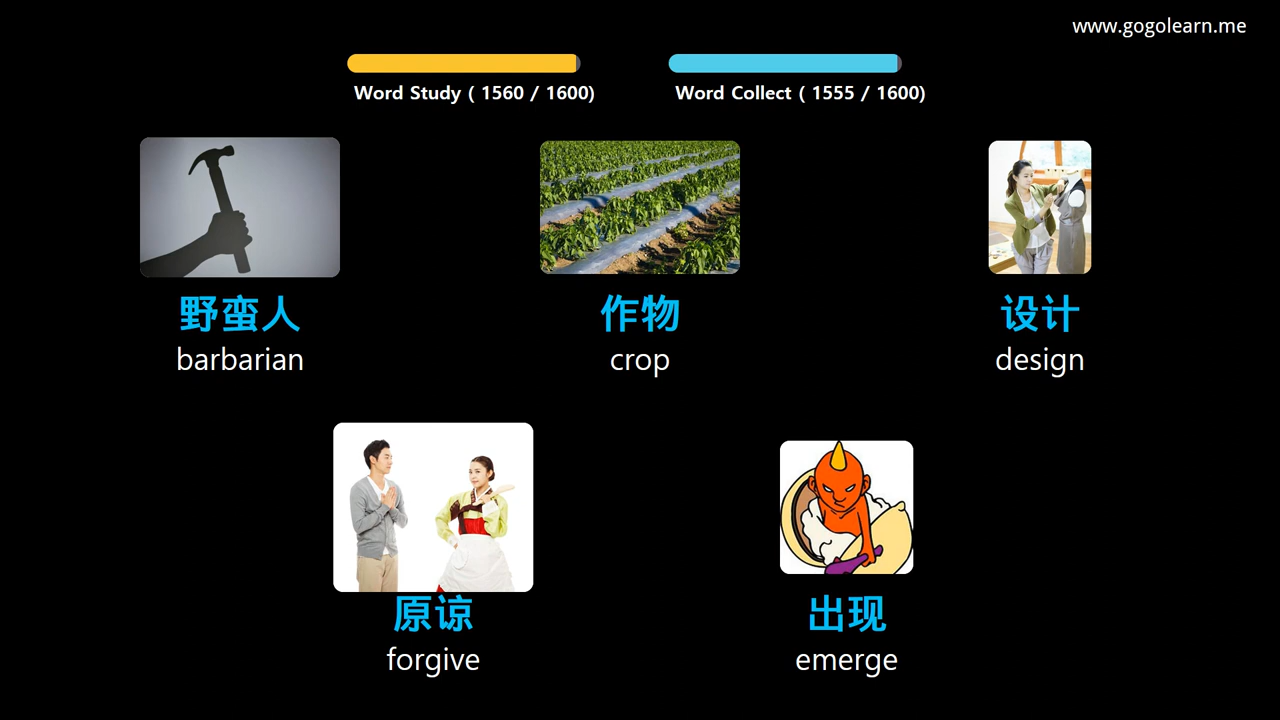 www.gogolearn.me
Word Study ( 1560 / 1600)
Word Collect ( 1555 / 1600)
野蛮人
barbarian
作物
crop
设计
design
原谅
forgive
出现
emerge